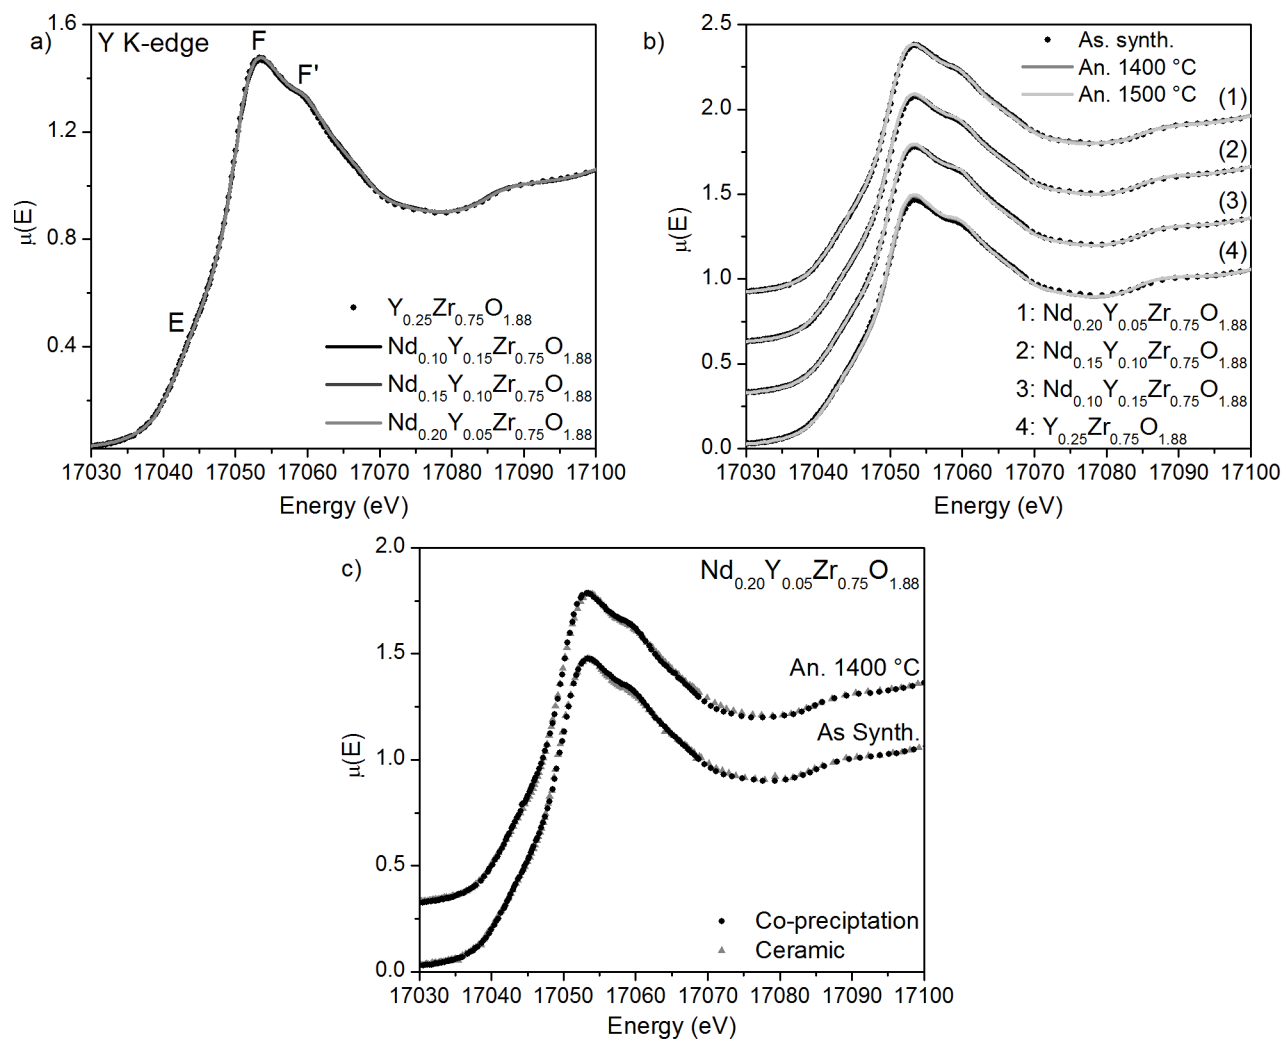 a)
Y K-edge
F
F'
E
1.6
1.2
0.8
0.4
μ(E)
Y0.25Zr0.75O1.88
Nd0.10Y0.15Zr0.75O1.88
Nd0.15Y0.10Zr0.75O1.88
Nd0.20Y0.05Zr0.75O1.88
17030 17040 17050 17060 17070 17080 17090 17100
Energy (eV)
b)
2.5
2.0
1.5
1.0
0.5
0.0
μ(E)
As. synth.
An. 1400 °C
An. 1500 °C
(1)
(2)
(3)
(4)
1: Nd0.20Y0.05Zr0.75O1.88
2: Nd0.15Y0.10Zr0.75O1.88
3: Nd0.10Y0.15Zr0.75O1.88
4: Y0.25Zr0.75O1.88
17030 17040 17050 17060 17070 17080 17090 17100
Energy (eV)
c)
Nd0.20Y0.05Zr0.75O1.88
2.0
1.5
1.0
0.5
0.0
μ(E)
An. 1400 °C
As Synth.
Co-preciptation
Ceramic
17030 17040 17050 17060 17070 17080 17090 17100
Energy (eV)